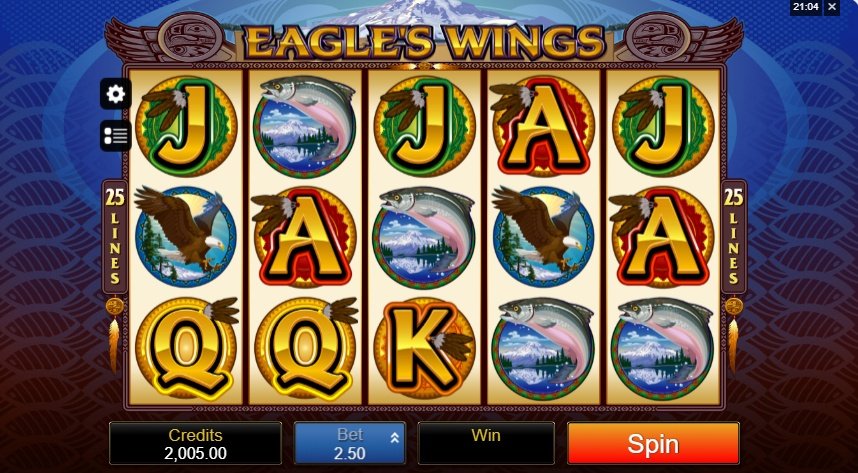 21:04
EAGLE'S WINGS
J J A J
25 LINES A A 25 LINES
Q Q K
Credits Bet Win Spin
2,005.00 2.50